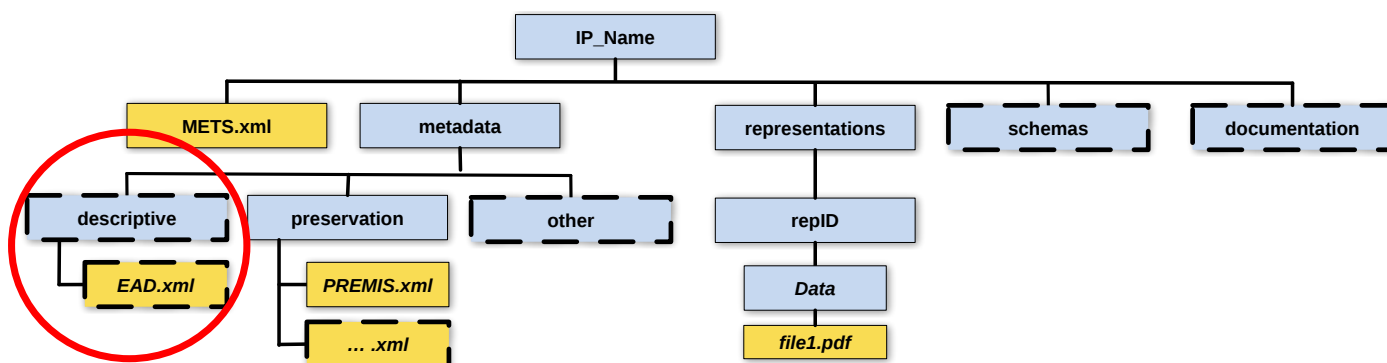 IP_Name
METS.xml
metadata
representations
schemas
documentation
descriptive
preservation
other
repID
EAD.xml
PREMIS.xml
Data
... .xml
file1.pdf